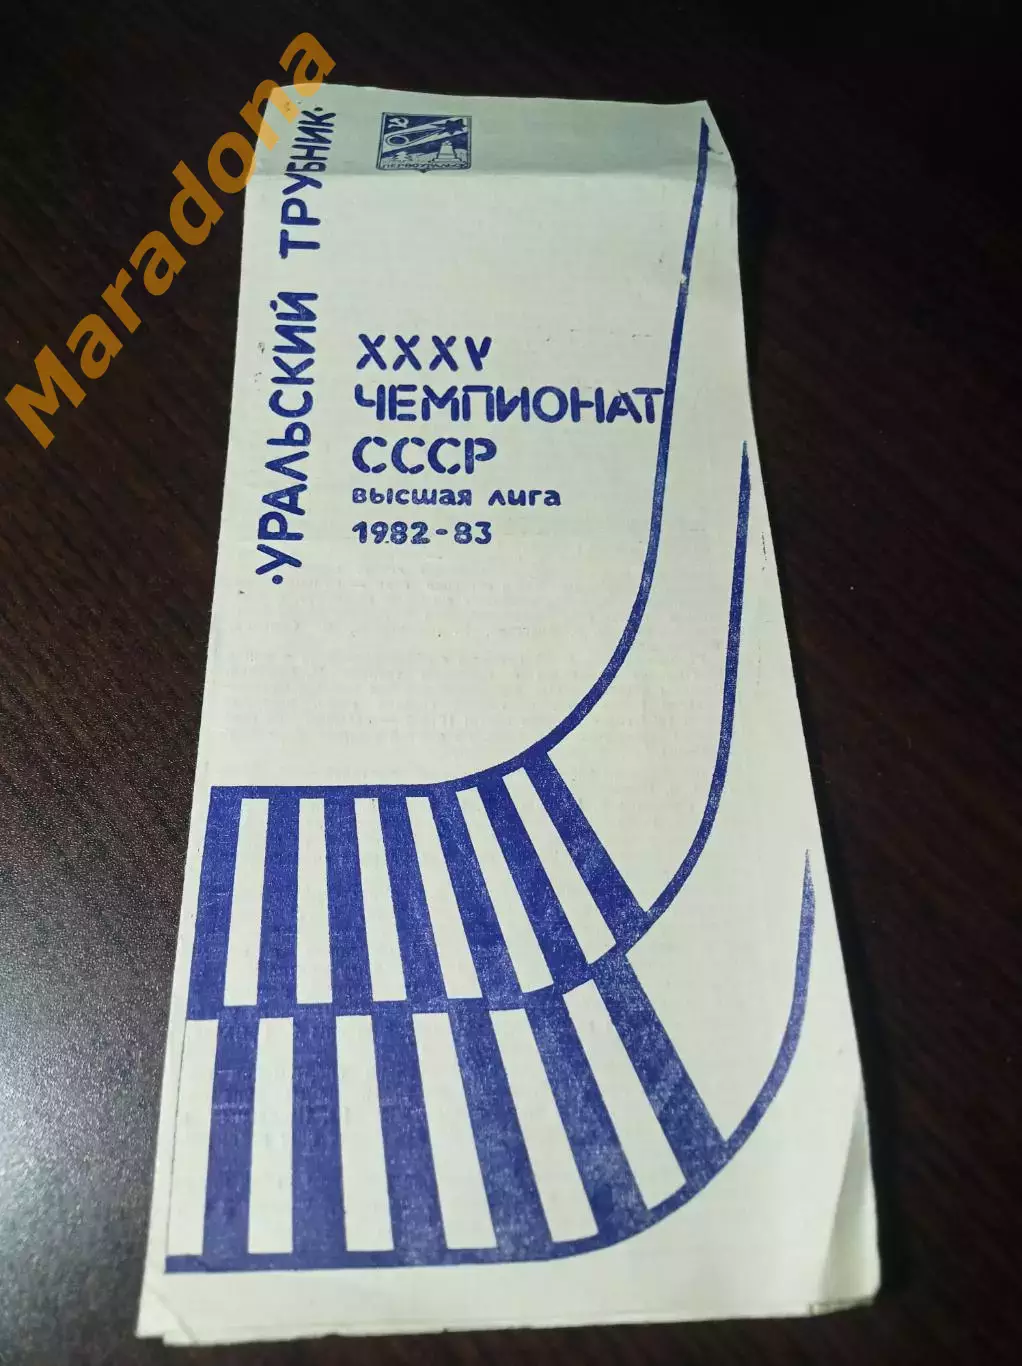 Maradona
·УРАЛЬСКИЙ ТРУБНИК·
ПЕРВОУРАЛЬСК
XXXV
ЧЕМПИОНАТ
СССР
высшая лига
1982-83